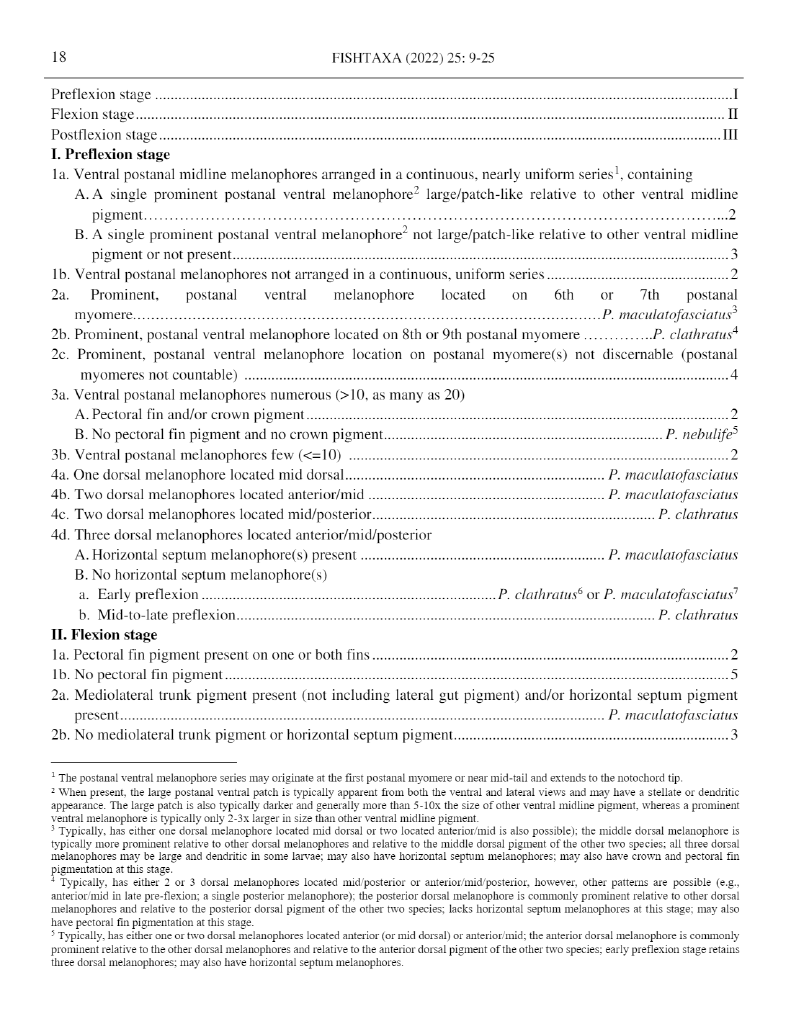 18
FISHTAXA (2022) 25: 9-25
Preflexion stage ........................................................................................................................................................I
Flexion stage......................................................................................................................................................... II
Postflexion stage...................................................................................................................................................III
I. Preflexion stage
1a. Ventral postanal midline melanophores arranged in a continuous, nearly uniform series¹, containing
A. A single prominent postanal ventral melanophore² large/patch-like relative to other ventral midline
pigment…………………………………………………………………………………………………...2
B. A single prominent postanal ventral melanophore² not large/patch-like relative to other ventral midline
pigment or not present.................................................................................................................................3
1b. Ventral postanal melanophores not arranged in a continuous, uniform series ...............................................2
2a. Prominent, postanal ventral melanophore located on 6th or 7th postanal
myomere………………………………………………………………………………P. maculatofasciatus³
2b. Prominent, postanal ventral melanophore located on 8th or 9th postanal myomere …………..P. clathratus⁴
2c. Prominent, postanal ventral melanophore location on postanal myomere(s) not discernable (postanal
myomeres not countable) .............................................................................................................................4
3a. Ventral postanal melanophores numerous (>10, as many as 20)
A. Pectoral fin and/or crown pigment.............................................................................................................2
B. No pectoral fin pigment and no crown pigment........................................................................ P. nebulife⁵
3b. Ventral postanal melanophores few (<=10) ..................................................................................................2
4a. One dorsal melanophore located mid dorsal................................................................... P. maculatofasciatus
4b. Two dorsal melanophores located anterior/mid ............................................................. P. maculatofasciatus
4c. Two dorsal melanophores located mid/posterior......................................................................... P. clathratus
4d. Three dorsal melanophores located anterior/mid/posterior
A. Horizontal septum melanophore(s) present ............................................................... P. maculatofasciatus
B. No horizontal septum melanophore(s)
a. Early preflexion ............................................................................P. clathratus⁶ or P. maculatofasciatus⁷
b. Mid-to-late preflexion............................................................................................................ P. clathratus
II. Flexion stage
1a. Pectoral fin pigment present on one or both fins............................................................................................2
1b. No pectoral fin pigment..................................................................................................................................5
2a. Mediolateral trunk pigment present (not including lateral gut pigment) and/or horizontal septum pigment
present............................................................................................................................. P. maculatofasciatus
2b. No mediolateral trunk pigment or horizontal septum pigment.......................................................................3
¹ The postanal ventral melanophore series may originate at the first postanal myomere or near mid-tail and extends to the notochord tip.
² When present, the large postanal ventral patch is typically apparent from both the ventral and lateral views and may have a stellate or dendritic
appearance. The large patch is also typically darker and generally more than 5-10x the size of other ventral midline pigment, whereas a prominent
ventral melanophore is typically only 2-3x larger in size than other ventral midline pigment.
³ Typically, has either one dorsal melanophore located mid dorsal or two located anterior/mid is also possible); the middle dorsal melanophore is
typically more prominent relative to other dorsal melanophores and relative to the middle dorsal pigment of the other two species; all three dorsal
melanophores may be large and dendritic in some larvae; may also have horizontal septum melanophores; may also have crown and pectoral fin
pigmentation at this stage.
⁴ Typically, has either 2 or 3 dorsal melanophores located mid/posterior or anterior/mid/posterior, however, other patterns are possible (e.g.,
anterior/mid in late pre-flexion; a single posterior melanophore); the posterior dorsal melanophore is commonly prominent relative to other dorsal
melanophores and relative to the posterior dorsal pigment of the other two species; lacks horizontal septum melanophores at this stage; may also
have pectoral fin pigmentation at this stage.
⁵ Typically, has either one or two dorsal melanophores located anterior (or mid dorsal) or anterior/mid; the anterior dorsal melanophore is commonly
prominent relative to the other dorsal melanophores and relative to the anterior dorsal pigment of the other two species; early preflexion stage retains
three dorsal melanophores; may also have horizontal septum melanophores.